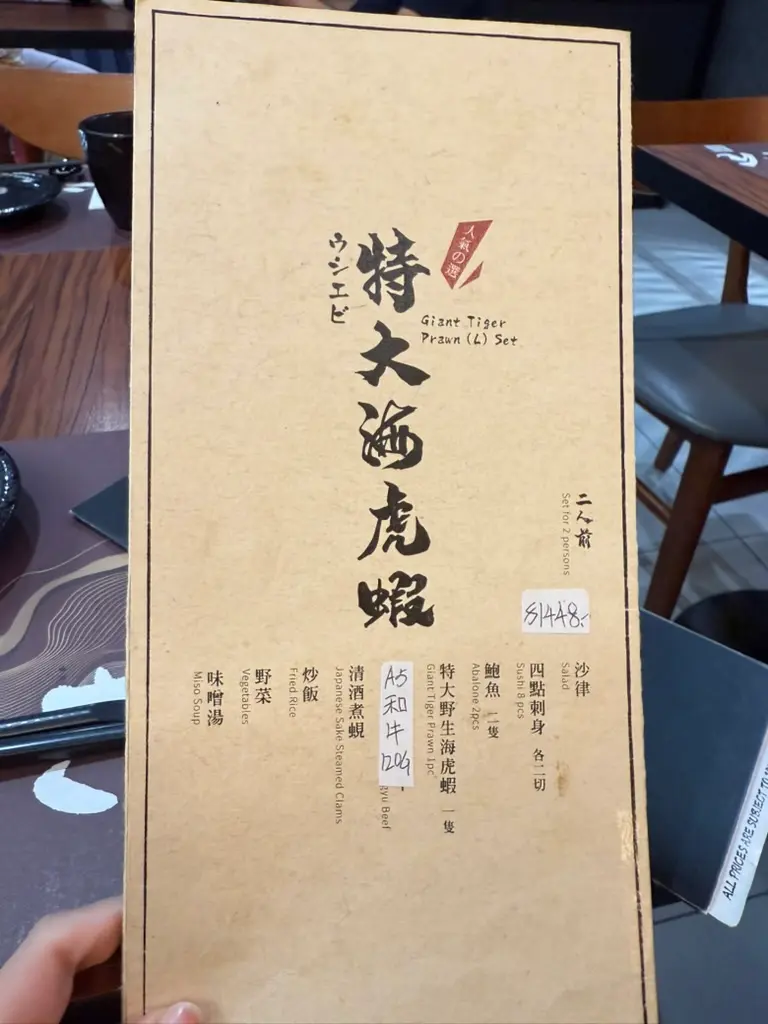 人氣の選
特大海虎蝦
ウシエビ
Giant Tiger
Prawn (L) Set
二人前
Set for 2 persons
$1448.-
沙律
Salad
四點刺身 各二切
Sushi 8 pcs
鮑魚 二隻
Abalone 2pcs
特大野生海虎蝦 一隻
Giant Tiger Prawn 1pc
A5和牛120g
gyu Beef
清酒煮蜆
Japanese Sake Steamed Clams
炒飯
Fried Rice
野菜
Vegetables
味噌湯
Miso Soup
ALL PRICES ARE SUBJECT TO